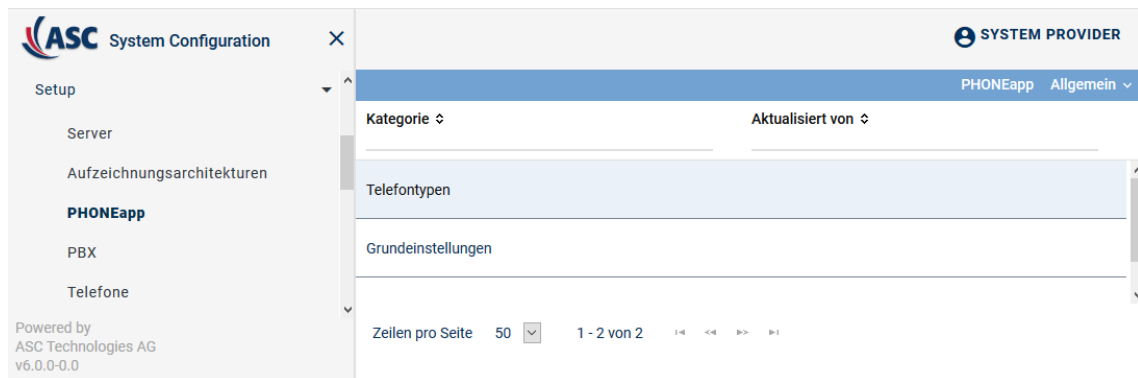 ASC System Configuration
SYSTEM PROVIDER
Setup
Server
Aufzeichnungsarchitekturen
PHONEapp
PBX
Telefone
Powered by
ASC Technologies AG
v6.0.0-0.0
PHONEapp Allgemein
Kategorie Aktualisiert von
Telefontypen
Grundeinstellungen
Zeilen pro Seite 50 1 - 2 von 2